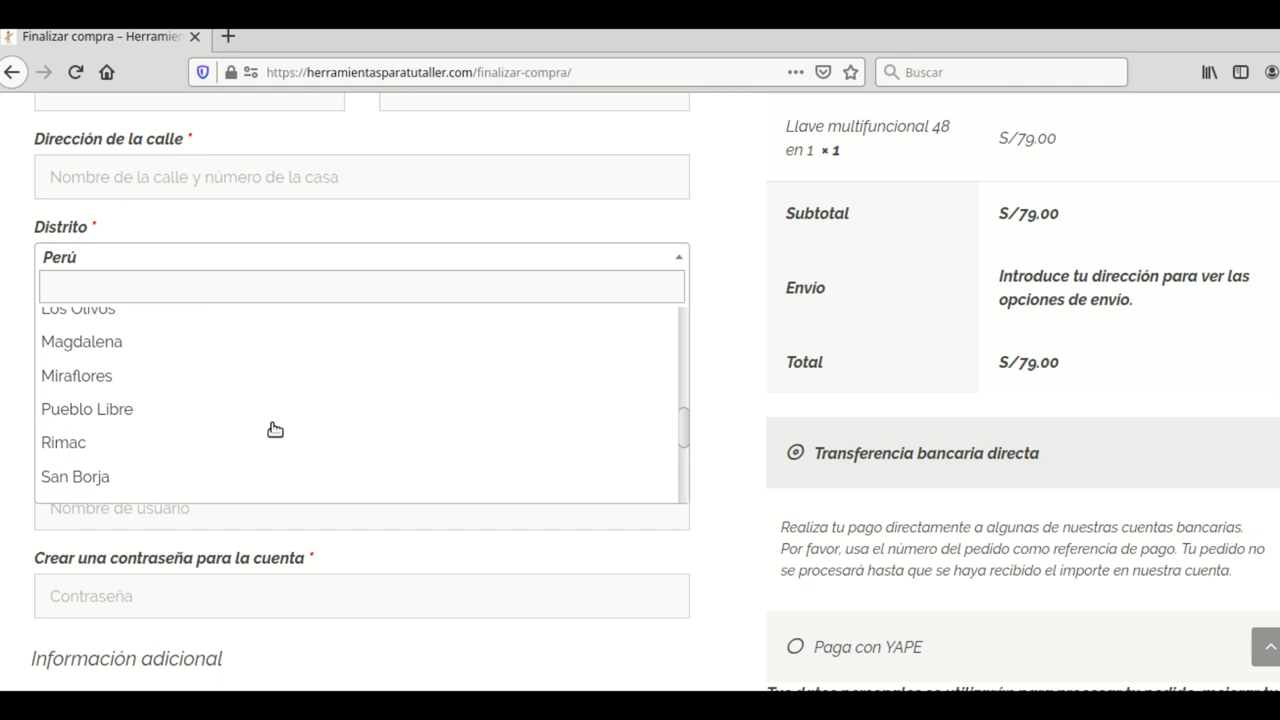 Finalizar compra – Herramien
https://herramientasparatutaller.com/finalizar-compra/
Buscar
Dirección de la calle *
Nombre de la calle y número de la casa
Distrito *
Perú
Los Olivos
Magdalena
Miraflores
Pueblo Libre
Rimac
San Borja
Nombre de usuario
Crear una contraseña para la cuenta *
Contraseña
Información adicional
Llave multifuncional 48
en 1 × 1
S/79.00
Subtotal
S/79.00
Envío
Introduce tu dirección para ver las
opciones de envío.
Total
S/79.00
Transferencia bancaria directa
Realiza tu pago directamente a algunas de nuestras cuentas bancarias.
Por favor, usa el número del pedido como referencia de pago. Tu pedido no
se procesará hasta que se haya recibido el importe en nuestra cuenta.
Paga con YAPE